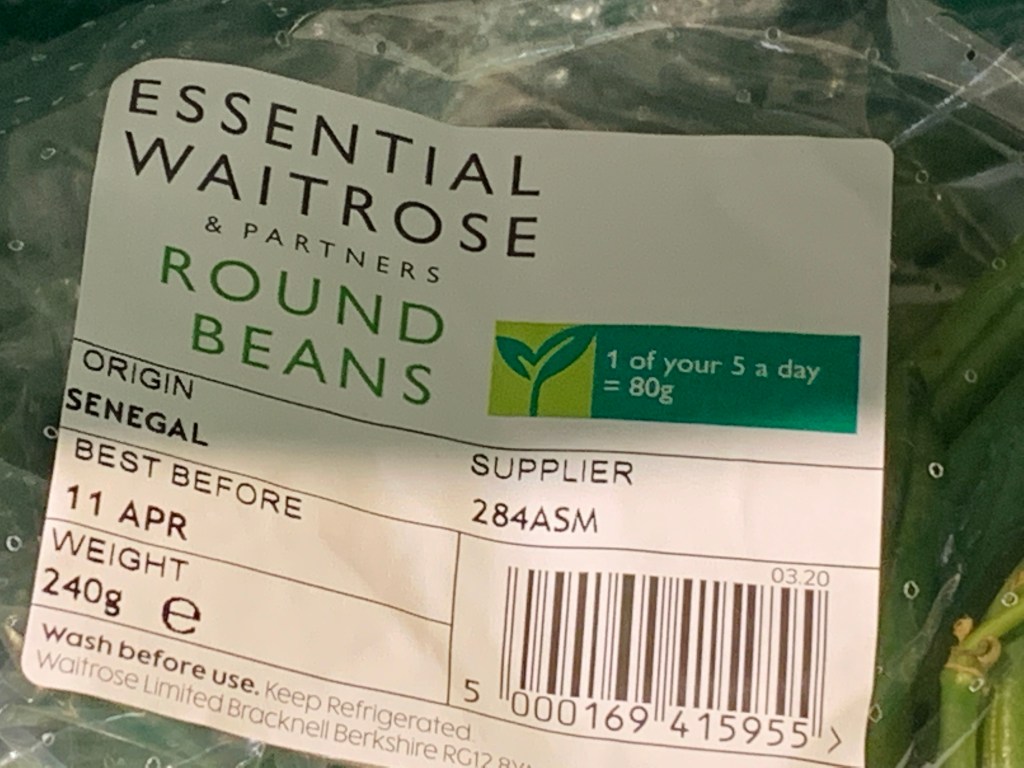 ESSENTIAL
WAITROSE
& PARTNERS
ROUND
BEANS
1 of your 5 a day
= 80g
ORIGIN
SENEGAL
BEST BEFORE
11 APR
SUPPLIER
284ASM
WEIGHT
240g e
03.20
5 000169 415955 >
Wash before use. Keep Refrigerated.
Waitrose Limited Bracknell Berkshire RG12